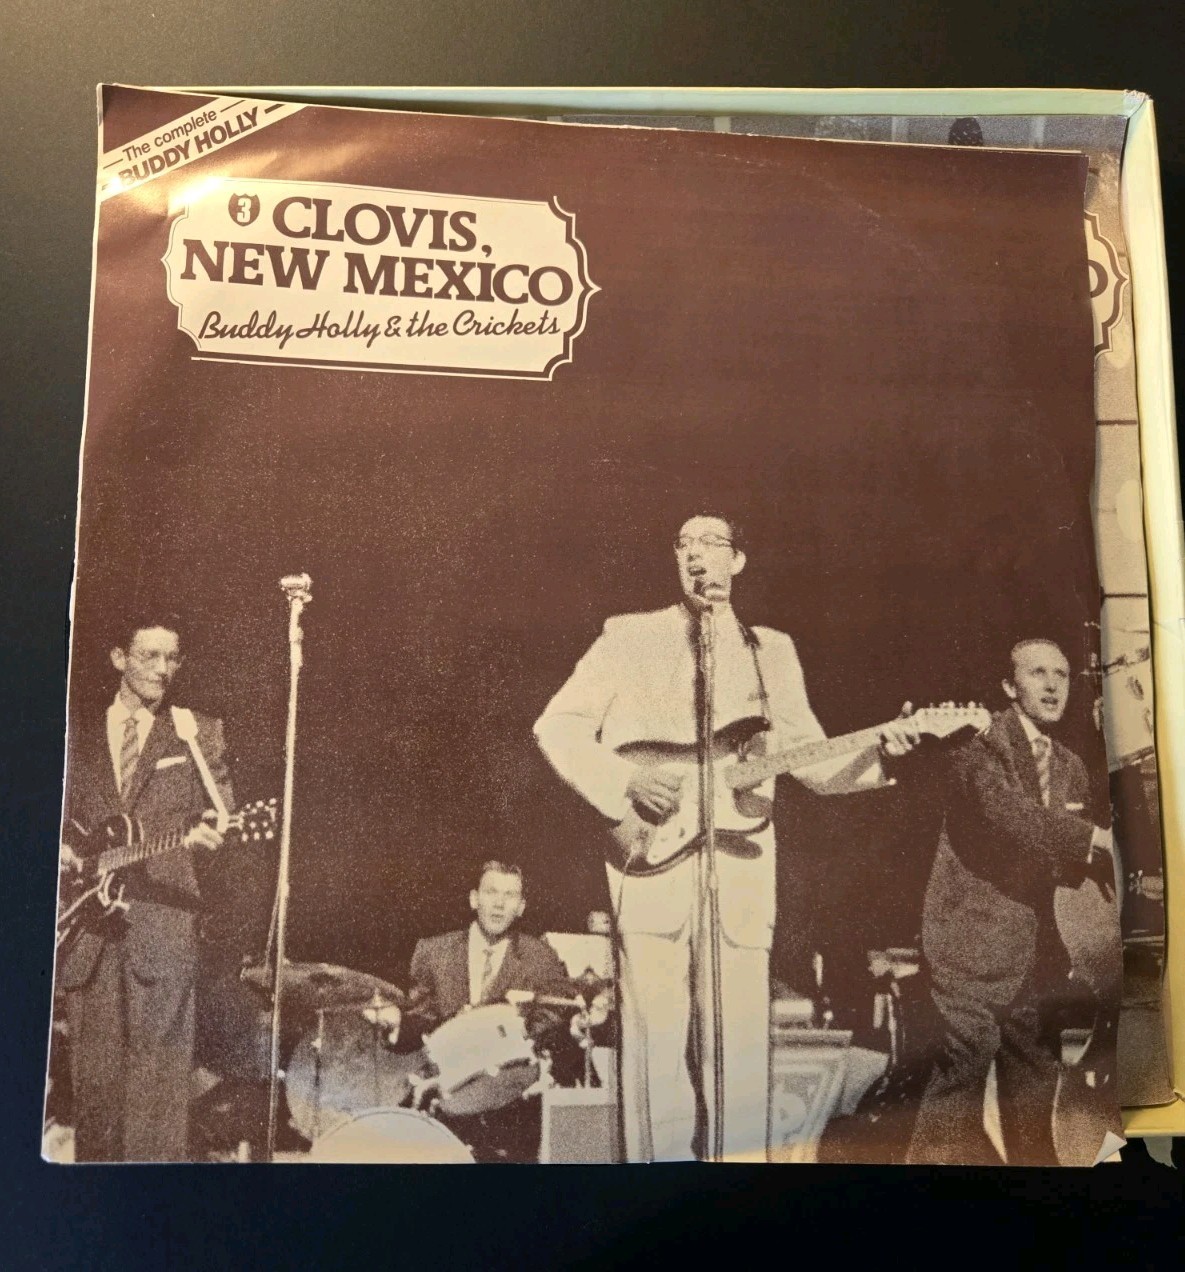 The complete
BUDDY HOLLY
3 CLOVIS,
NEW MEXICO
Buddy Holly & the Crickets
O